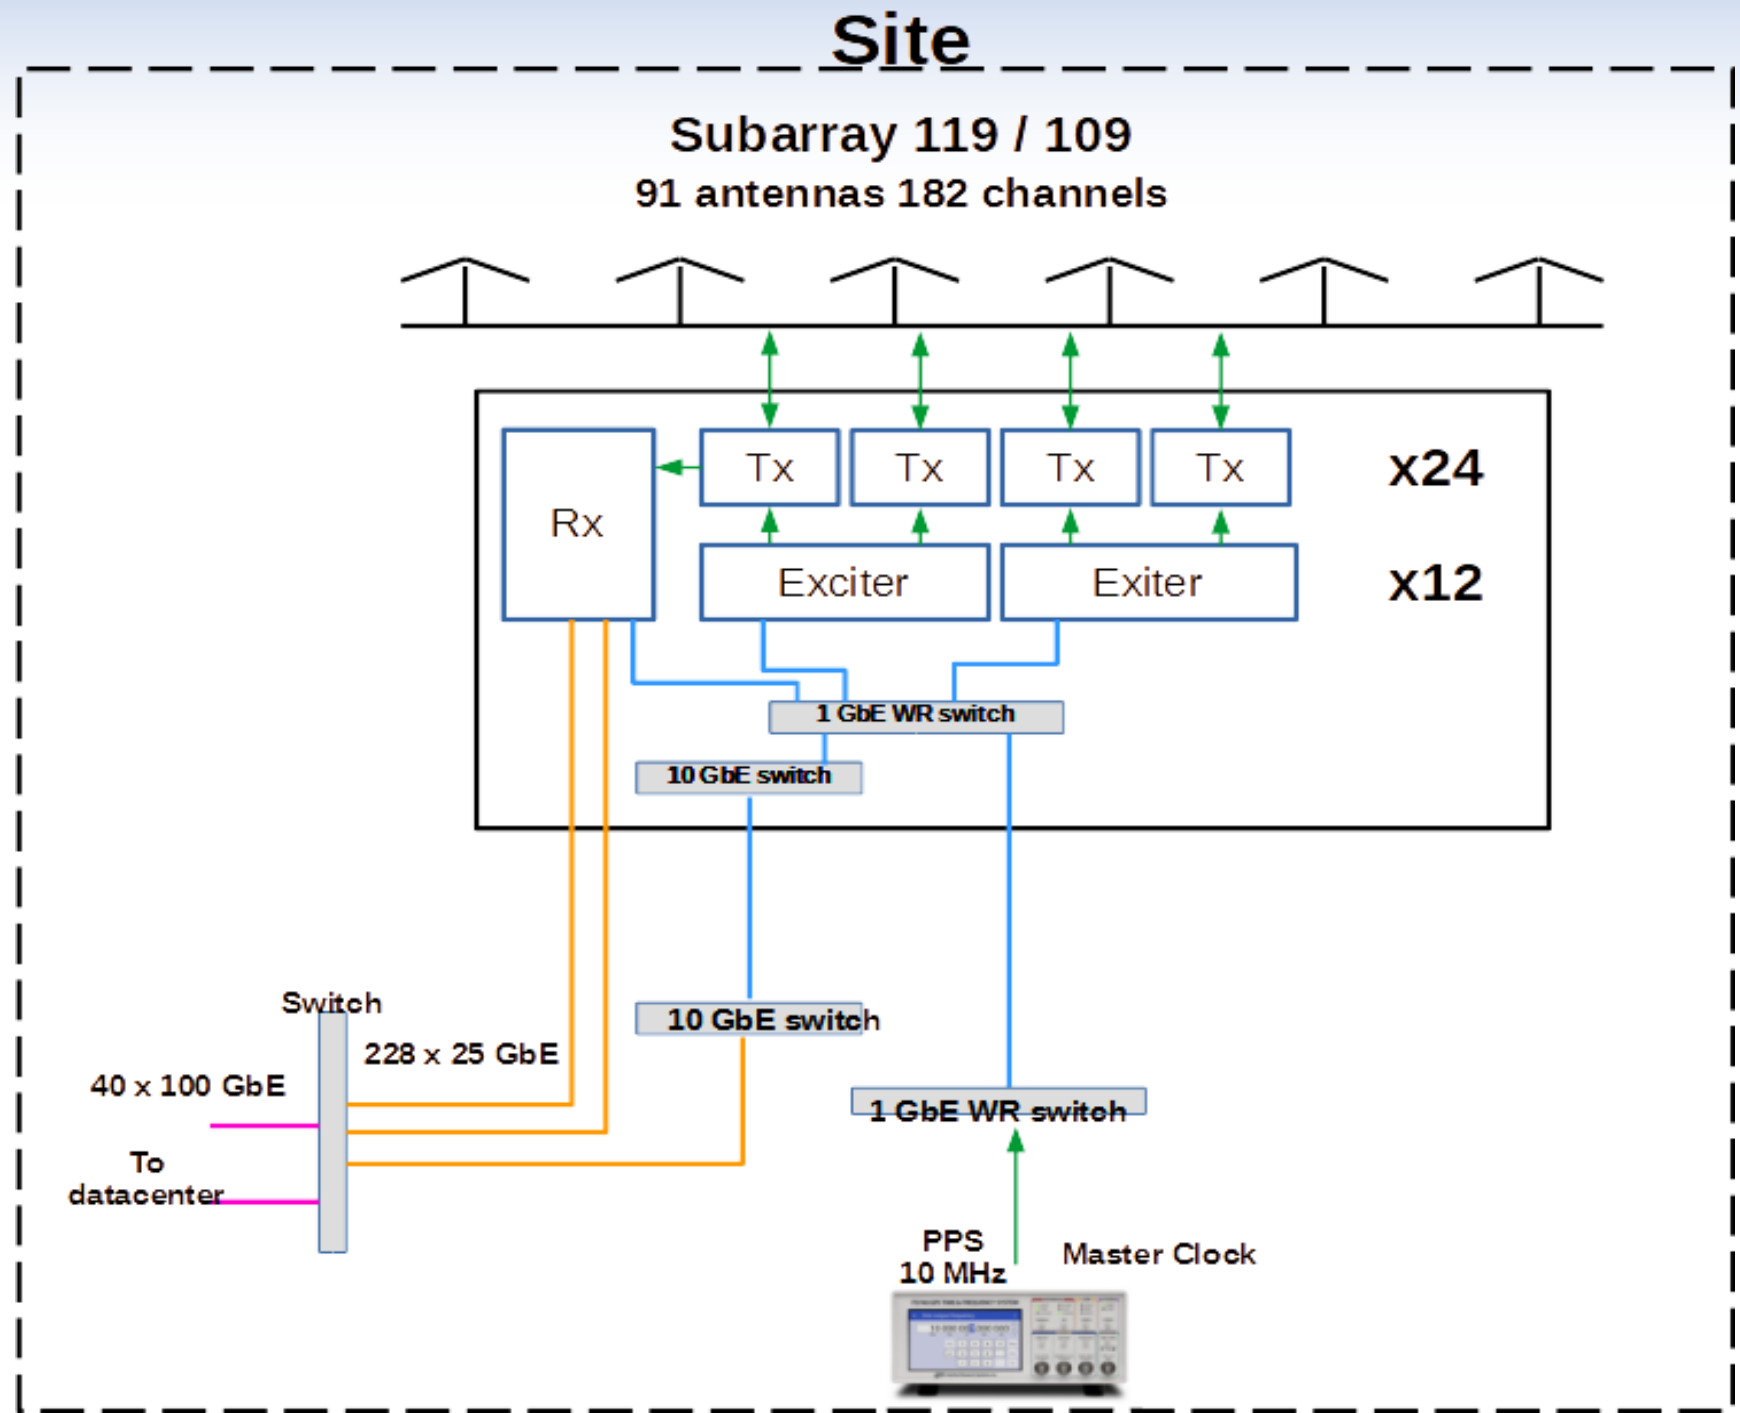 Site
Subarray 119 / 109
91 antennas 182 channels
Tx
Tx
Tx
Tx
x24
Rx
Exciter
Exiter
x12
1 GbE WR switch
10 GbE switch
Switch
10 GbE switch
228 x 25 GbE
40 x 100 GbE
1 GbE WR switch
To
datacenter
PPS
10 MHz
Master Clock